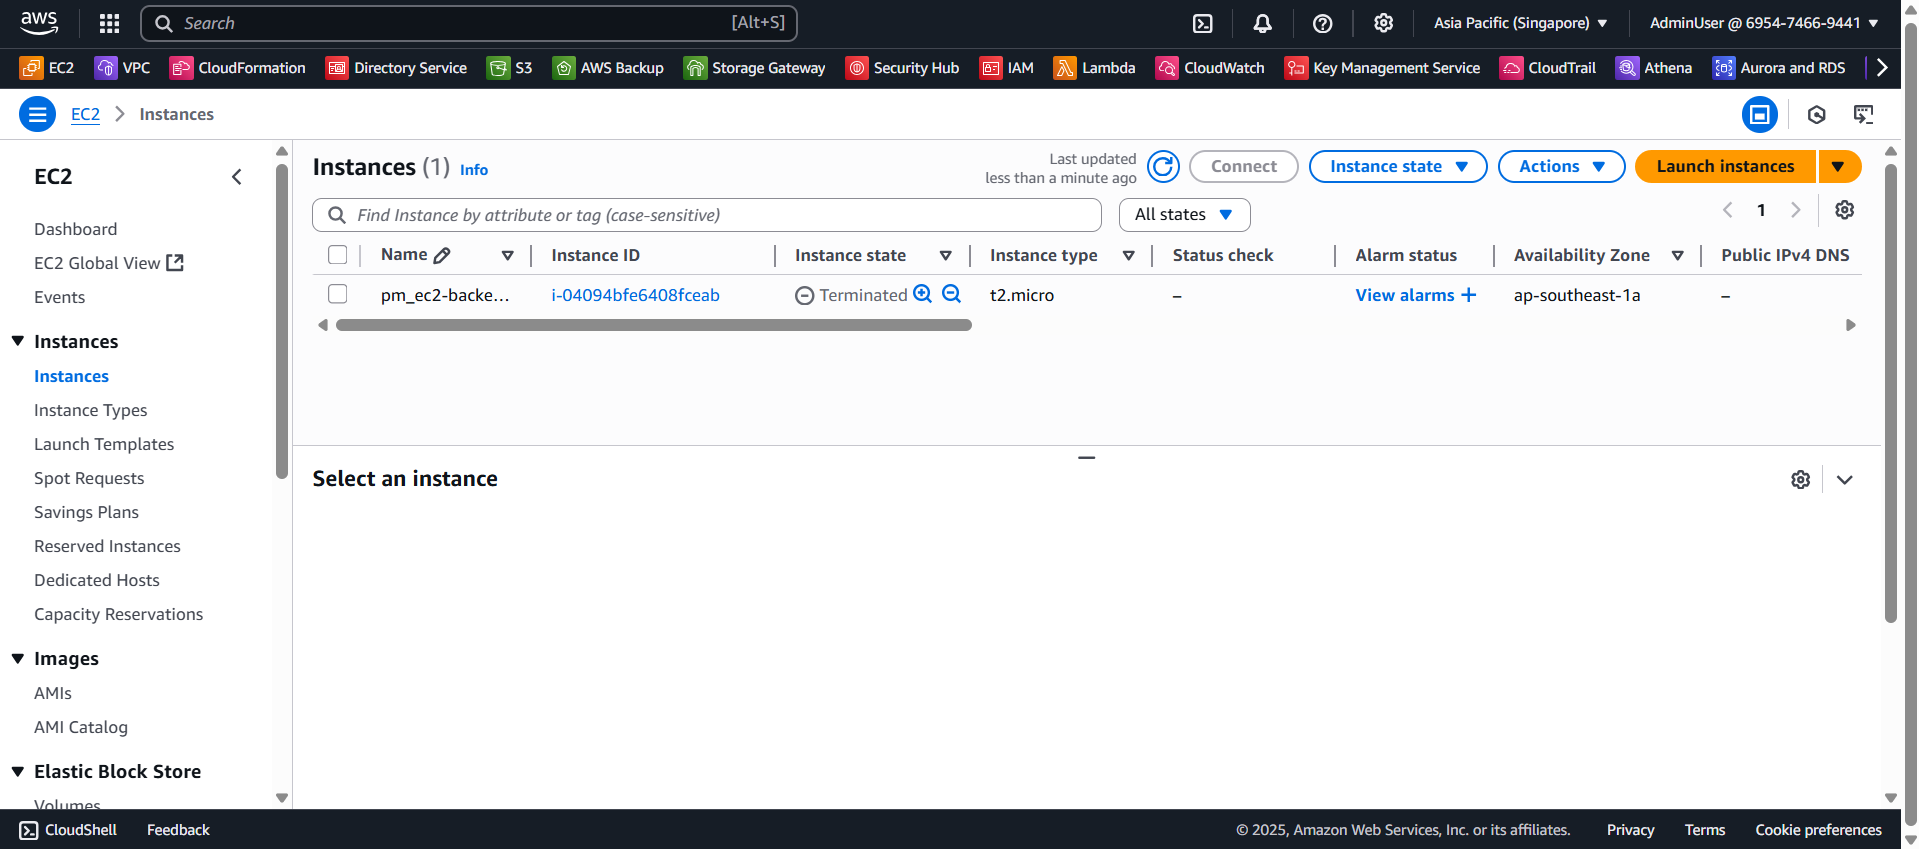 aws
Search [Alt+S]
Asia Pacific (Singapore) ▼
AdminUser @ 6954-7466-9441 ▼
EC2 VPC CloudFormation Directory Service S3 AWS Backup Storage Gateway Security Hub IAM Lambda CloudWatch Key Management Service CloudTrail Athena Aurora and RDS
EC2 > Instances
EC2
Dashboard
EC2 Global View
Events
Instances
Instances
Instance Types
Launch Templates
Spot Requests
Savings Plans
Reserved Instances
Dedicated Hosts
Capacity Reservations
Images
AMIs
AMI Catalog
Elastic Block Store
Volumes
Instances (1) Info
Last updated
less than a minute ago
Connect
Instance state
Actions
Launch instances
Find Instance by attribute or tag (case-sensitive)
All states
1
Name Instance ID Instance state Instance type Status check Alarm status Availability Zone Public IPv4 DNS
pm_ec2-backe... i-04094bfe6408fceab Terminated t2.micro – View alarms + ap-southeast-1a –
Select an instance
CloudShell Feedback
© 2025, Amazon Web Services, Inc. or its affiliates. Privacy Terms Cookie preferences